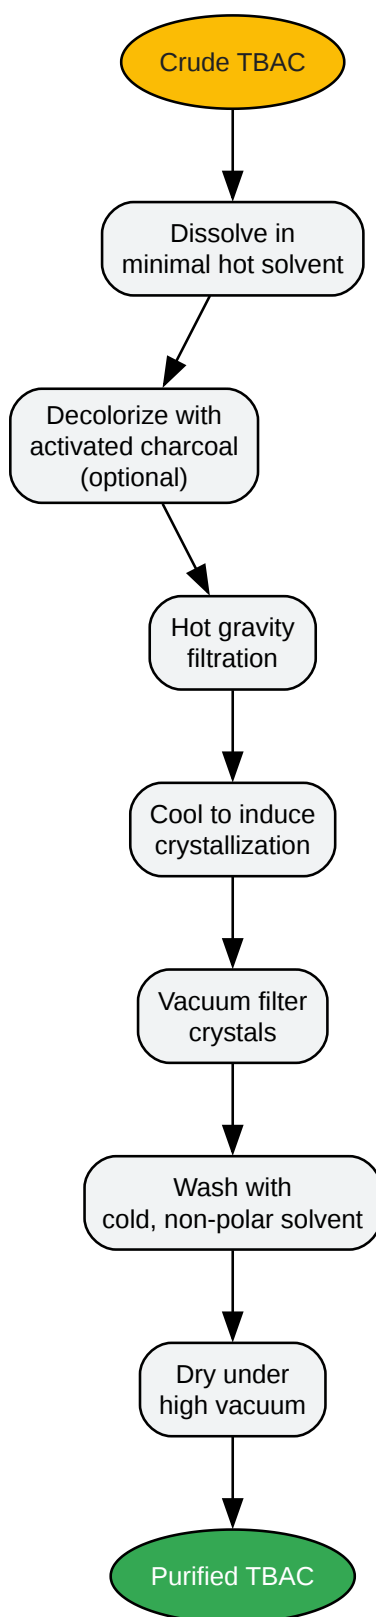 Crude TBAC
Dissolve in
minimal hot solvent
Decolorize with
activated charcoal
(optional)
Hot gravity
filtration
Cool to induce
crystallization
Vacuum filter
crystals
Wash with
cold, non-polar solvent
Dry under
high vacuum
Purified TBAC